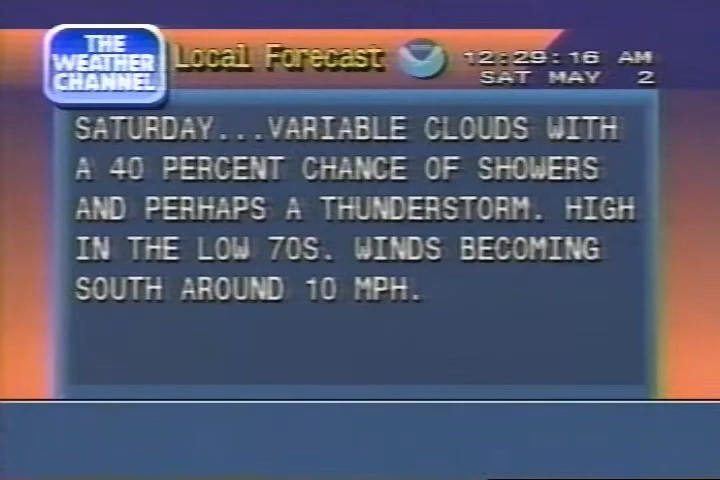 THE
WEATHER
CHANNEL
Local Forecast
12:29:16 AM
SAT MAY 2
SATURDAY...VARIABLE CLOUDS WITH
A 40 PERCENT CHANCE OF SHOWERS
AND PERHAPS A THUNDERSTORM. HIGH
IN THE LOW 70S. WINDS BECOMING
SOUTH AROUND 10 MPH.